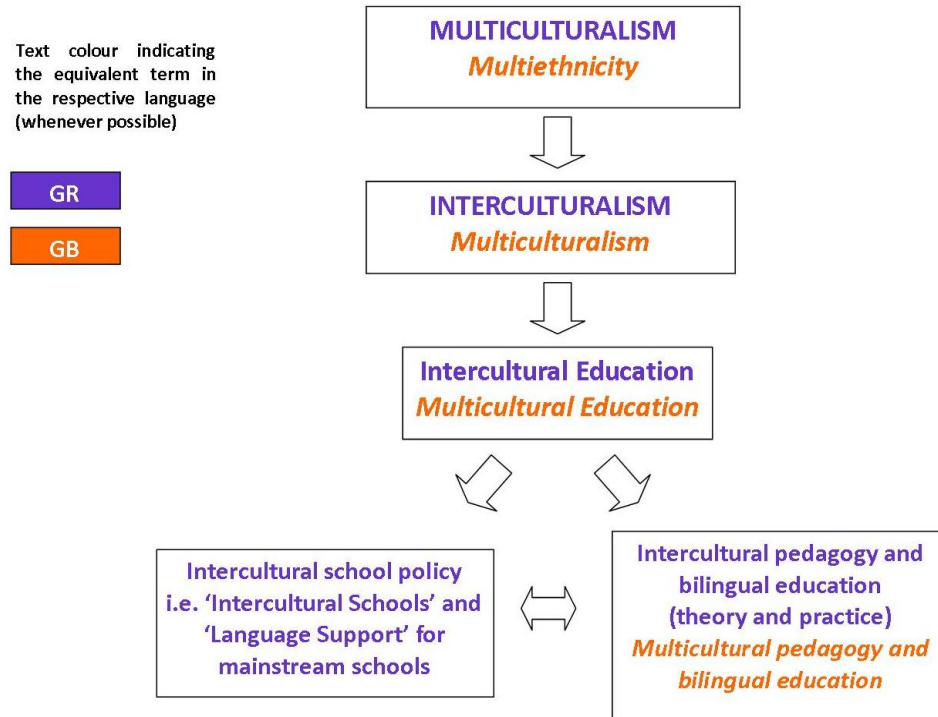 Text colour indicating
the equivalent term in
the respective language
(whenever possible)
GR
GB
MULTICULTURALISM
Multiethnicity
INTERCULTURALISM
Multiculturalism
Intercultural Education
Multicultural Education
Intercultural school policy
i.e. ‘Intercultural Schools’ and
‘Language Support’ for
mainstream schools
Intercultural pedagogy and
bilingual education
(theory and practice)
Multicultural pedagogy and
bilingual education